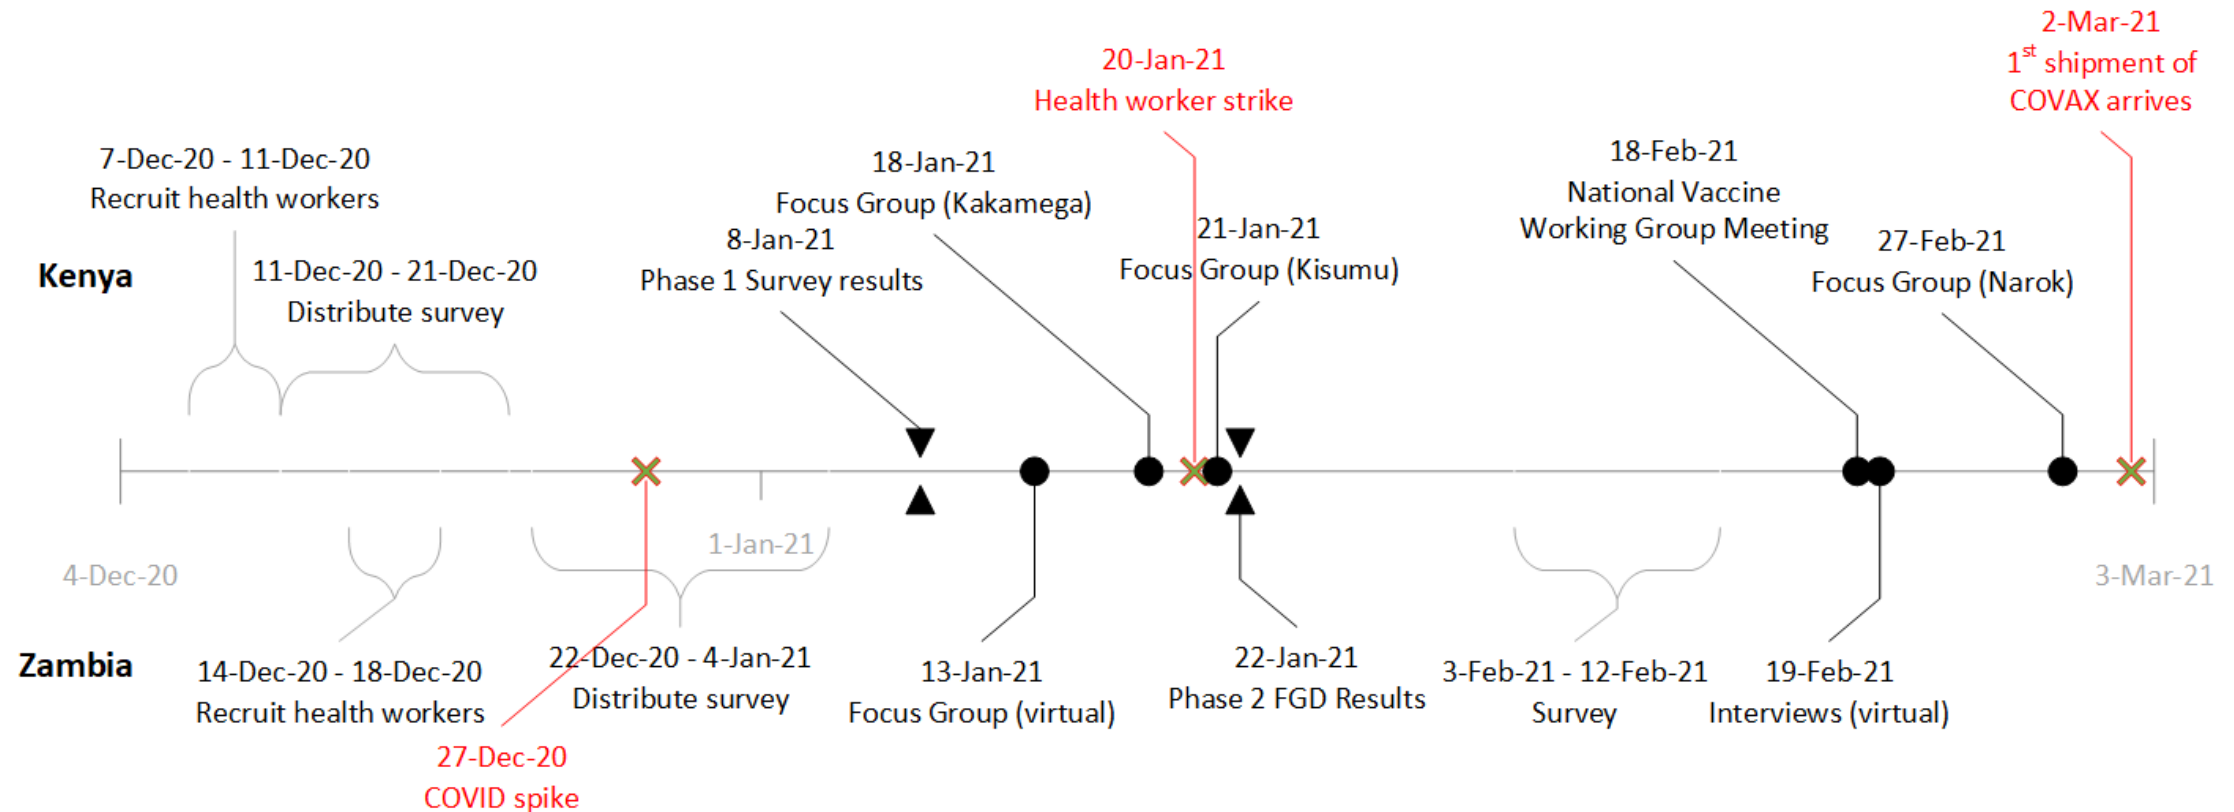 2-Mar-21
1st shipment of
COVAX arrives
20-Jan-21
Health worker strike
7-Dec-20 - 11-Dec-20
Recruit health workers
18-Jan-21
Focus Group (Kakamega)
18-Feb-21
National Vaccine
Working Group Meeting
8-Jan-21
Phase 1 Survey results
21-Jan-21
Focus Group (Kisumu)
27-Feb-21
Focus Group (Narok)
Kenya
11-Dec-20 - 21-Dec-20
Distribute survey
1-Jan-21
4-Dec-20
3-Mar-21
Zambia
14-Dec-20 - 18-Dec-20
Recruit health workers
22-Dec-20 - 4-Jan-21
Distribute survey
13-Jan-21
Focus Group (virtual)
22-Jan-21
Phase 2 FGD Results
3-Feb-21 - 12-Feb-21
Survey
19-Feb-21
Interviews (virtual)
27-Dec-20
COVID spike